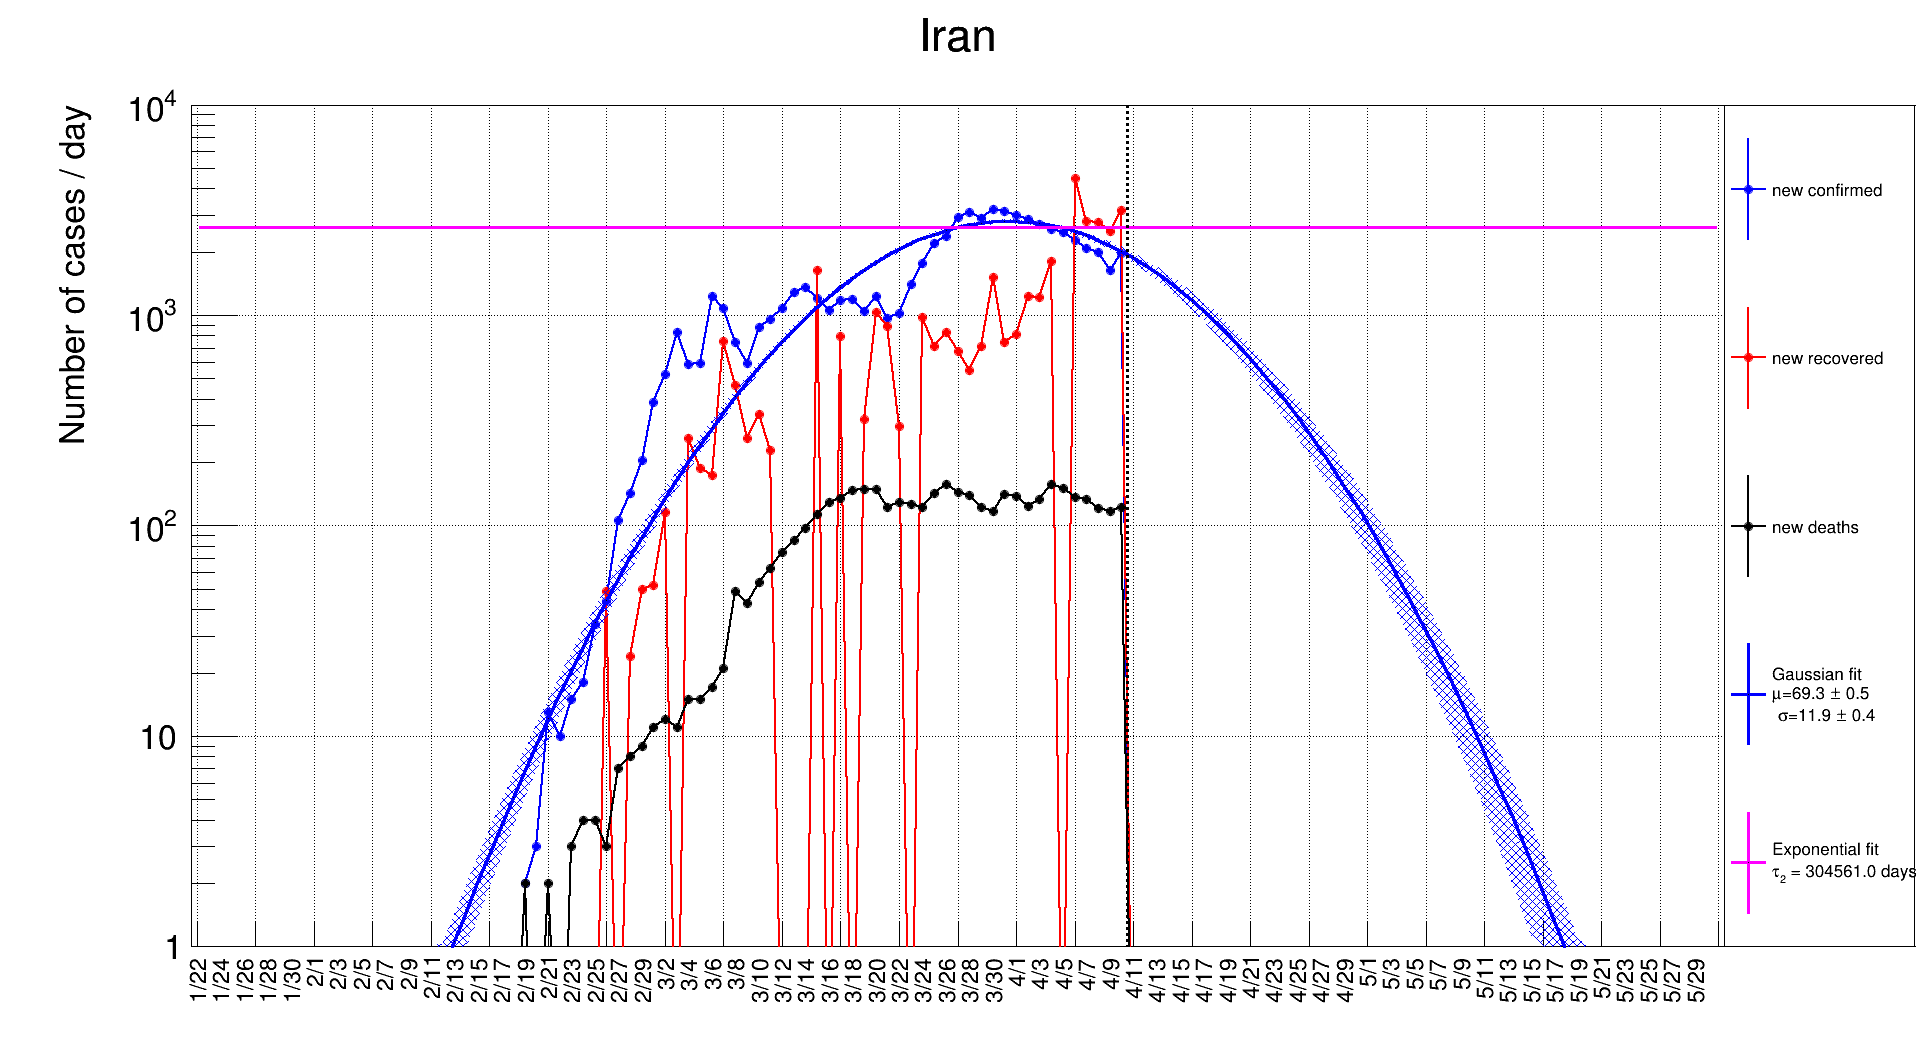 Iran
Number of cases / day
10^4
10^3
10^2
10
1
1/22 1/24 1/26 1/28 1/30 2/1 2/3 2/5 2/7 2/9 2/11 2/13 2/15 2/17 2/19 2/21 2/23 2/25 2/27 2/29 3/2 3/4 3/6 3/8 3/10 3/12 3/14 3/16 3/18 3/20 3/22 3/24 3/26 3/28 3/30 4/1 4/3 4/5 4/7 4/9 4/11 4/13 4/15 4/17 4/19 4/21 4/23 4/25 4/27 4/29 5/1 5/3 5/5 5/7 5/9 5/11 5/13 5/15 5/17 5/19 5/21 5/23 5/25 5/27 5/29
new confirmed
new recovered
new deaths
Gaussian fit
μ=69.3 ± 0.5
σ=11.9 ± 0.4
Exponential fit
τ₂ = 304561.0 days